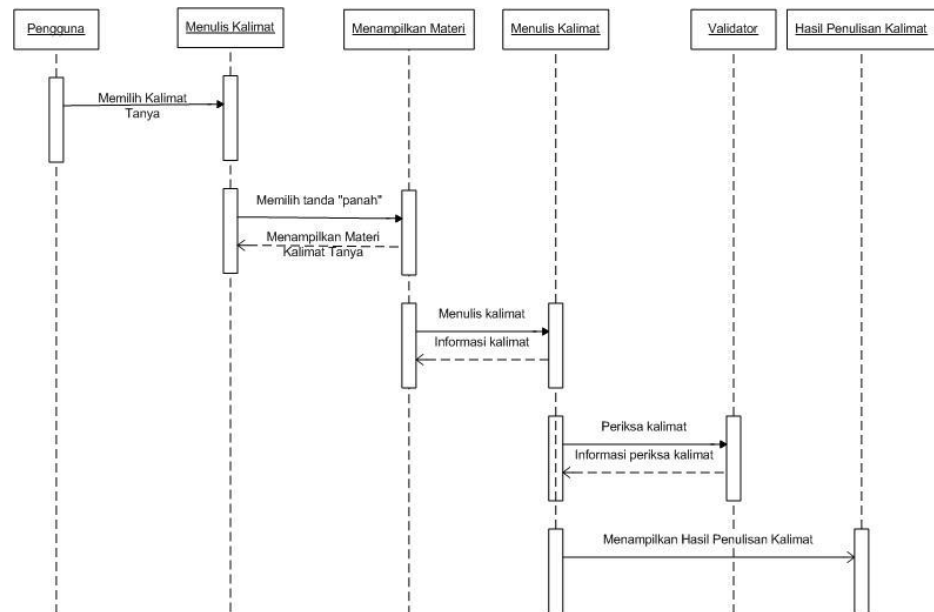 Pengguna
Menulis Kalimat
Menampilkan Materi
Menulis Kalimat
Validator
Hasil Penulisan Kalimat
Memilih Kalimat
Tanya
Memilih tanda "panah"
Menampilkan Materi
Kalimat Tanya
Menulis kalimat
Informasi kalimat
Periksa kalimat
Informasi periksa kalimat
Menampilkan Hasil Penulisan Kalimat